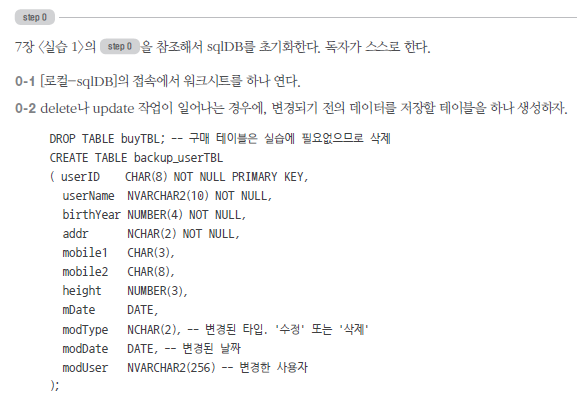 step 0
7장 〈실습 1〉의 step 0 을 참조해서 sqlDB를 초기화한다. 독자가 스스로 한다.
0-1 [로컬-sqlDB]의 접속에서 워크시트를 하나 연다.
0-2 delete나 update 작업이 일어나는 경우에, 변경되기 전의 데이터를 저장할 테이블을 하나 생성하자.
DROP TABLE buyTBL; -- 구매 테이블은 실습에 필요없으므로 삭제
CREATE TABLE backup_userTBL
( userID CHAR(8) NOT NULL PRIMARY KEY,
userName NVARCHAR2(10) NOT NULL,
birthYear NUMBER(4) NOT NULL,
addr NCHAR(2) NOT NULL,
mobile1 CHAR(3),
mobile2 CHAR(8),
height NUMBER(3),
mDate DATE,
modType NCHAR(2), -- 변경된 타입. '수정' 또는 '삭제'
modDate DATE, -- 변경된 날짜
modUser NVARCHAR2(256) -- 변경한 사용자
);